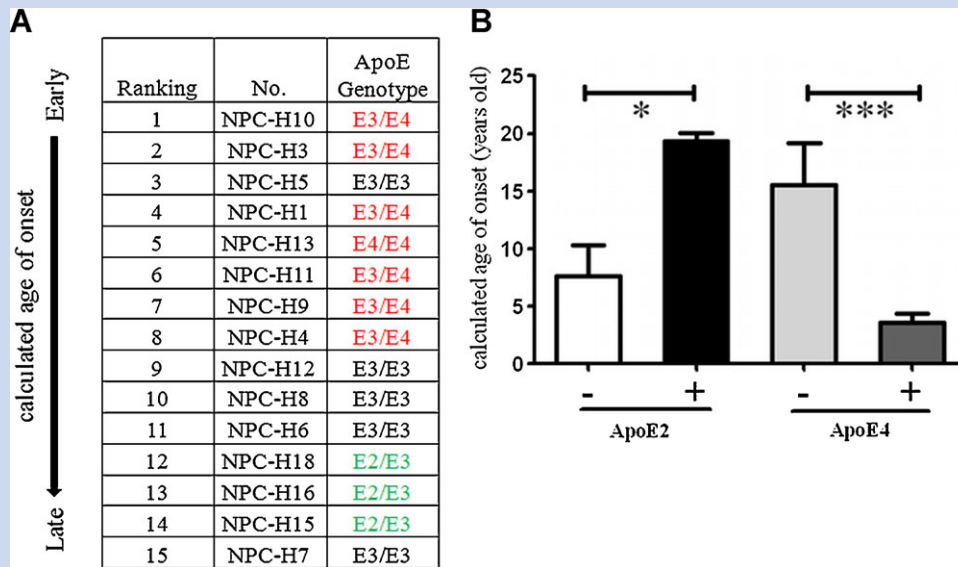 A
Early
calculated age of onset
Late
Ranking No. ApoE Genotype
1 NPC-H10 E3/E4
2 NPC-H3 E3/E4
3 NPC-H5 E3/E3
4 NPC-H1 E3/E4
5 NPC-H13 E4/E4
6 NPC-H11 E3/E4
7 NPC-H9 E3/E4
8 NPC-H4 E3/E4
9 NPC-H12 E3/E3
10 NPC-H8 E3/E3
11 NPC-H6 E3/E3
12 NPC-H18 E2/E3
13 NPC-H16 E2/E3
14 NPC-H15 E2/E3
15 NPC-H7 E3/E3
B
calculated age of onset (years old)
25
20
15
10
5
0
* ***
- + - +
ApoE2 ApoE4